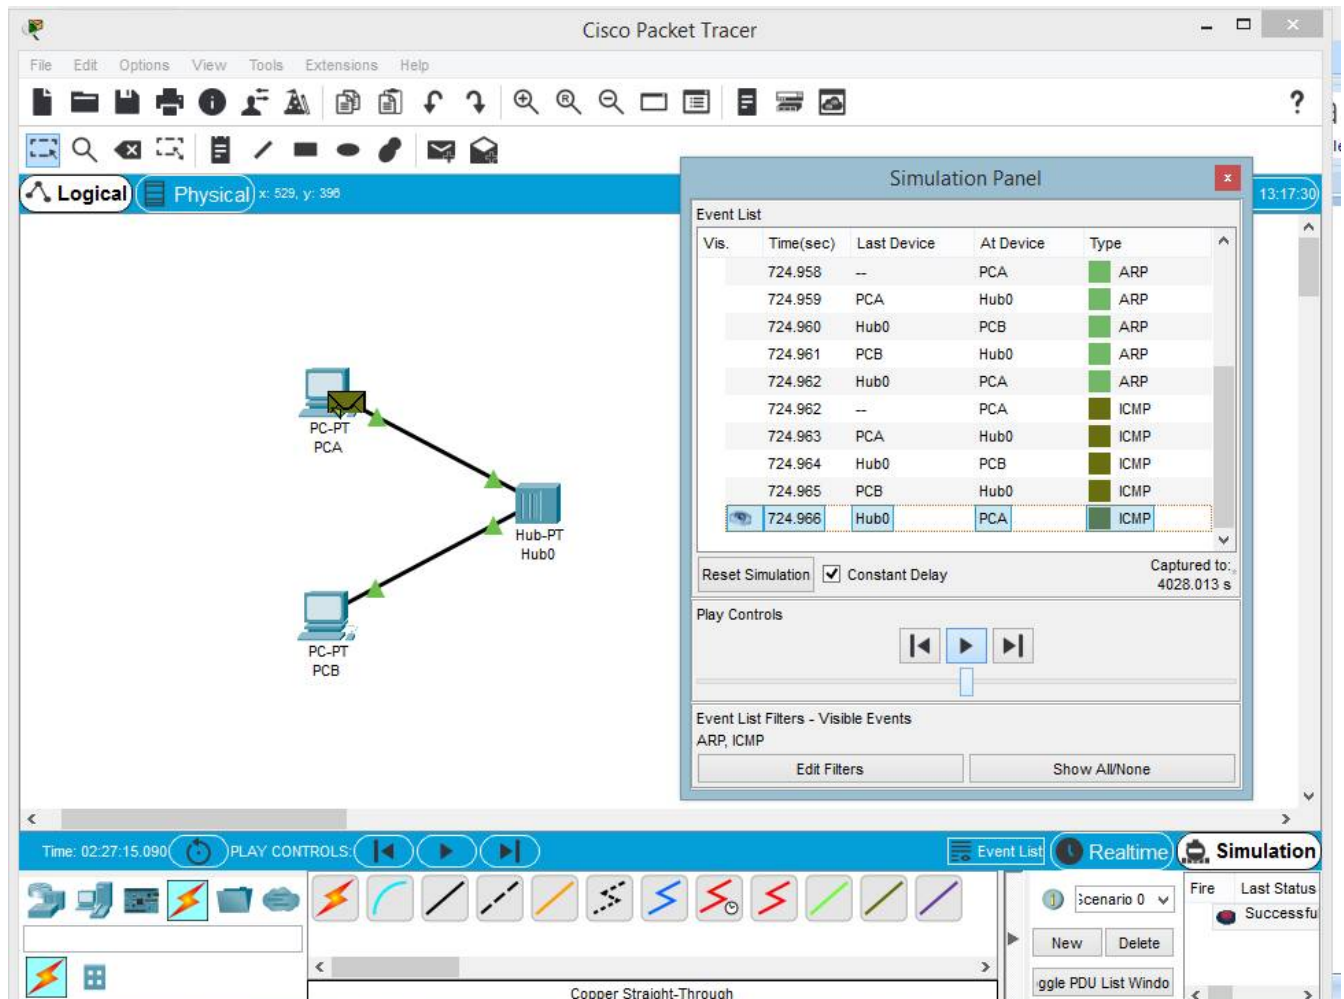 Cisco Packet Tracer
File Edit Options View Tools Extensions Help
Logical Physical x: 529, y: 396
13:17:30
Simulation Panel
Event List
Vis. Time(sec) Last Device At Device Type
724.958 -- PCA ARP
724.959 PCA Hub0 ARP
724.960 Hub0 PCB ARP
724.961 PCB Hub0 ARP
724.962 Hub0 PCA ARP
724.962 -- PCA ICMP
724.963 PCA Hub0 ICMP
724.964 Hub0 PCB ICMP
724.965 PCB Hub0 ICMP
724.966 Hub0 PCA ICMP
Reset Simulation Constant Delay Captured to:
4028.013 s
Play Controls
Event List Filters - Visible Events
ARP, ICMP
Edit Filters Show All/None
PC-PT
PCA
Hub-PT
Hub0
PC-PT
PCB
Time: 02:27:15.090 PLAY CONTROLS: Event List Realtime Simulation
Scenario 0
Fire Last Status
Successfu
New Delete
ggle PDU List Windo
Copper Straight-Through